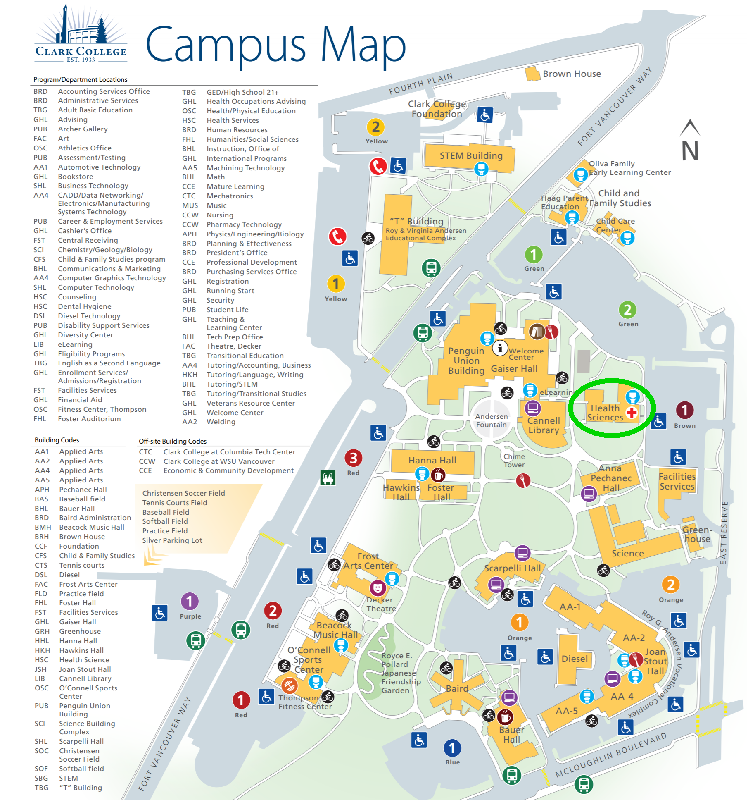 CLARK COLLEGE
EST. 1933
Campus Map
Program/Department Locations
BRD Accounting Services Office
BRD Administrative Services
TBG Adult Basic Education
GHL Advising
PUB Archer Gallery
FAC Art
OSC Athletics Office
PUB Assessment/Testing
AA1 Automotive Technology
GHL Bookstore
SHL Business Technology
AA4 CADD/Data Networking/
Electronics/Manufacturing
Systems Technology
PUB Career & Employment Services
GHL Cashier's Office
FST Central Receiving
SCI Chemistry/Geology/Biology
CFS Child & Family Studies program
BHL Communications & Marketing
AA4 Computer Graphics Technology
SHL Computer Technology
HSC Counseling
HSC Dental Hygiene
DSL Diesel Technology
PUB Disability Support Services
GHL Diversity Center
LIB eLearning
GHL Eligibility Programs
TBG English as a Second Language
GHL Enrollment Services/
Admissions/Registration
FST Facilities Services
GHL Financial Aid
OSC Fitness Center, Thompson
FHL Foster Auditorium
TBG GED/High School 21+
GHL Health Occupations Advising
OSC Health/Physical Education
HSC Health Services
BRD Human Resources
FHL Humanities/Social Sciences
BHL Instruction, Office of
GHL International Programs
AA5 Machining Technology
BHL Math
CCE Mature Learning
CTC Mechatronics
MUS Music
CCW Nursing
CCW Pharmacy Technology
APH Physics/Engineering/Biology
BRD Planning & Effectiveness
BRD President's Office
CCE Professional Development
BRD Purchasing Services Office
GHL Registration
GHL Running Start
GHL Security
PUB Student Life
GHL Teaching &
Learning Center
BHL Tech Prep Office
FAC Theatre, Decker
TBG Transitional Education
AA4 Tutoring/Accounting, Business
HKH Tutoring/Language, Writing
BHL Tutoring/STEM
TBG Tutoring/Transitional Studies
GHL Veterans Resource Center
GHL Welcome Center
AA2 Welding
Building Codes
AA1 Applied Arts
AA2 Applied Arts
AA4 Applied Arts
AA5 Applied Arts
APH Pechanec Hall
BAS Baseball field
BHL Bauer Hall
BRD Baird Administration
BMH Beacock Music Hall
BRH Brown House
CCF Foundation
CFS Child & Family Studies
CTS Tennis courts
DSL Diesel
FAC Frost Arts Center
FLD Practice field
FHL Foster Hall
FST Facilities Services
GHL Gaiser Hall
GRH Greenhouse
HHL Hanna Hall
HKH Hawkins Hall
HSC Health Science
JSH Joan Stout Hall
LIB Cannell Library
OSC O'Connell Sports
Center
PUB Penguin Union
Building
SCI Science Building
Complex
SHL Scarpelli Hall
SOC Christensen
Soccer Field
SOF Softball field
SBG STEM
TBG "T" Building
Off-site Building Codes
CTC Clark College at Columbia Tech Center
CCW Clark College at WSU Vancouver
CCE Economic & Community Development
Christensen Soccer Field
Tennis Courts Field
Baseball Field
Softball Field
Practice Field
Silver Parking Lot
FOURTH PLAIN
Brown House
FORT VANCOUVER WAY
N
Clark College
Foundation
2
Yellow
STEM Building
Oliva Family
Early Learning Center
Haag Parent
Education
Child and
Family Studies
Child Care
Center
"T" Building
Roy & Virginia Andersen
Educational Complex
1
Green
1
Yellow
2
Green
Penguin
Union
Building
i
Welcome
Center
Gaiser Hall
eLearning
Cannell
Library
Health
Sciences
1
Brown
Andersen
Fountain
3
Red
Hanna Hall
Chime
Tower
Hawkins
Hall
Foster
Hall
Anna
Pechanec
Hall
Facilities
Services
Green-
house
EAST RESERVE
Science
Frost
Arts Center
Scarpelli Hall
Decker
Theatre
1
Purple
2
Red
2
Orange
AA-1
1
Orange
Beacock
Music Hall
O'Connell
Sports
Center
Thompson
Fitness Center
Royce E.
Pollard
Japanese
Friendship
Garden
AA-2
Joan
Stout
Hall
Roy G. Andersen Vocational Complex
Diesel
AA-4
AA-5
Baird
Bauer
Hall
1
Red
1
Blue
FORT VANCOUVER WAY
MCLOUGHLIN BOULEVARD